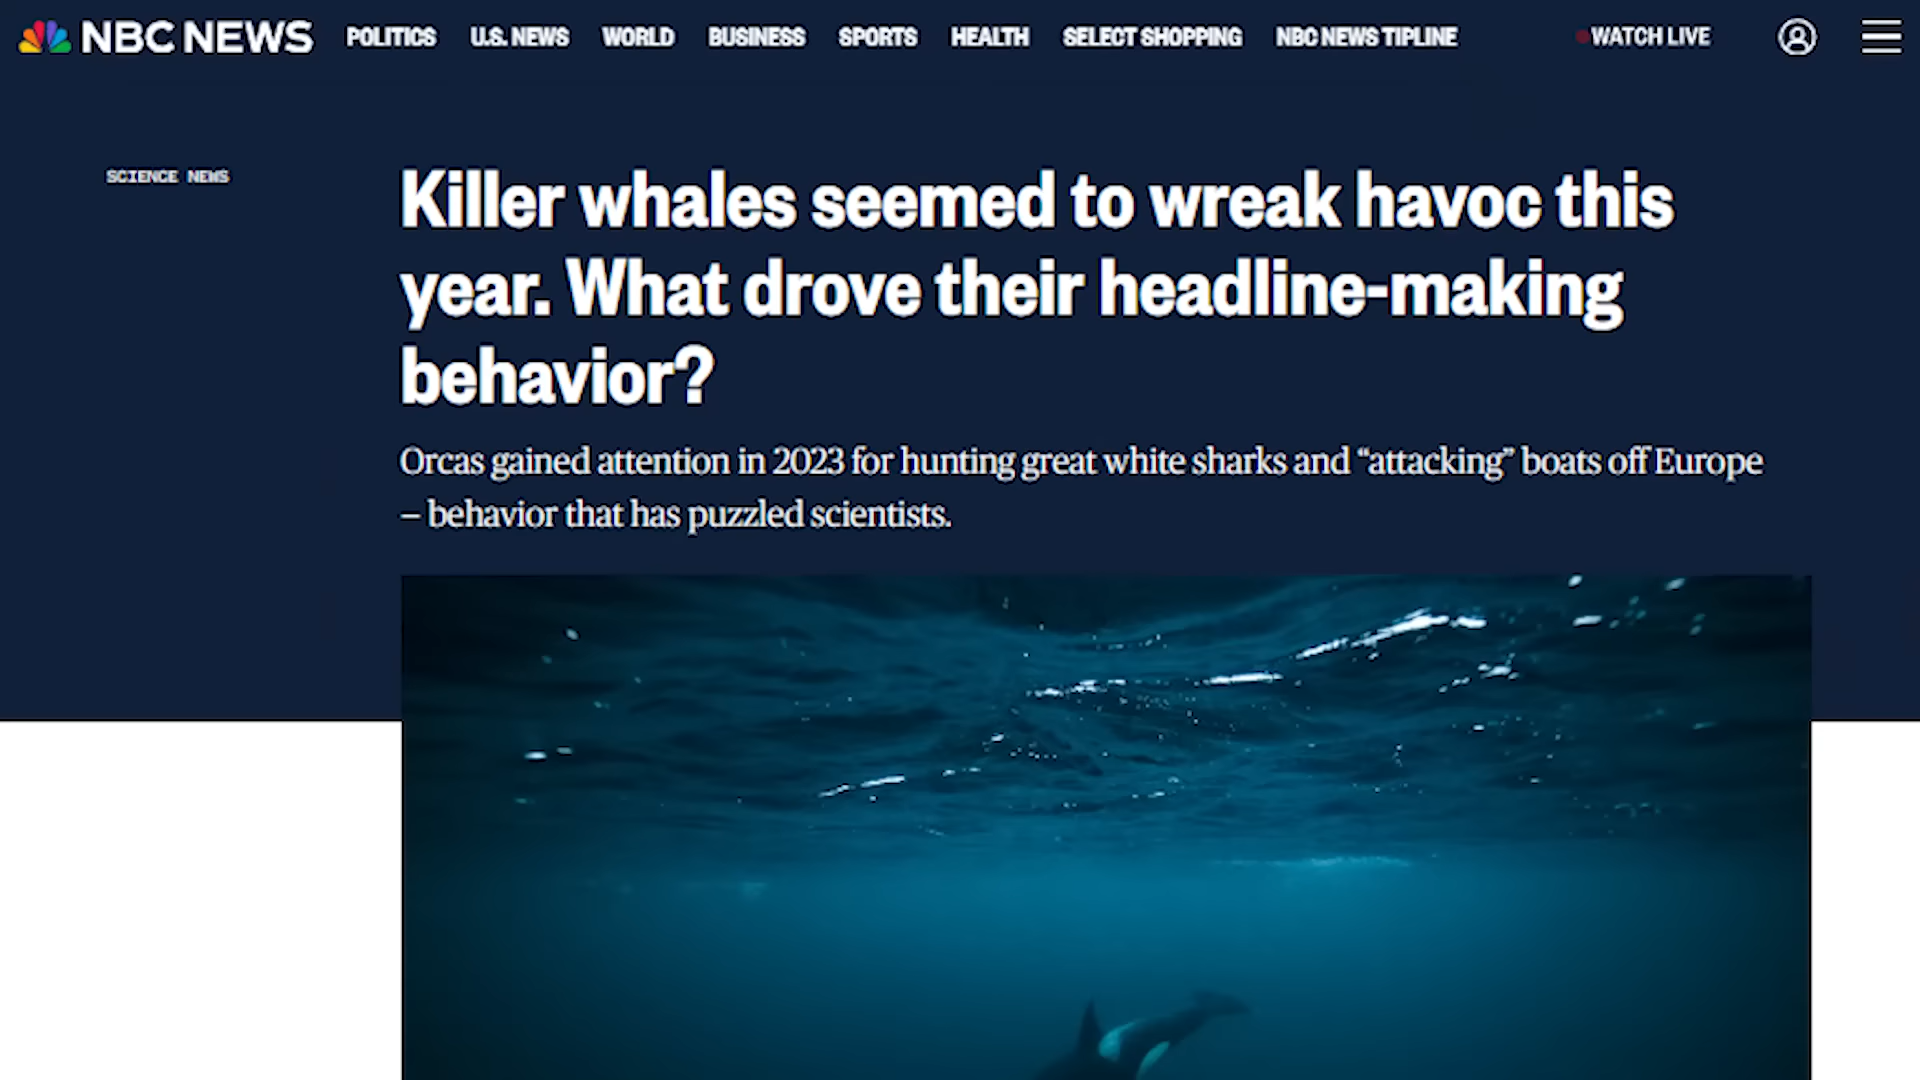 NBC NEWS POLITICS U.S. NEWS WORLD BUSINESS SPORTS HEALTH SELECT SHOPPING NBC NEWS TIPLINE WATCH LIVE
SCIENCE NEWS
Killer whales seemed to wreak havoc this
year. What drove their headline-making
behavior?
Orcas gained attention in 2023 for hunting great white sharks and “attacking” boats off Europe
– behavior that has puzzled scientists.